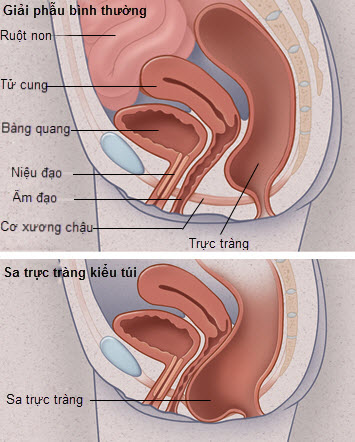 Giải phẫu bình thường
Ruột non
Tử cung
Bàng quang
Niệu đạo
Âm đạo
Cơ xương chậu
Trực tràng
Sa trực tràng kiểu túi
Sa trực tràng